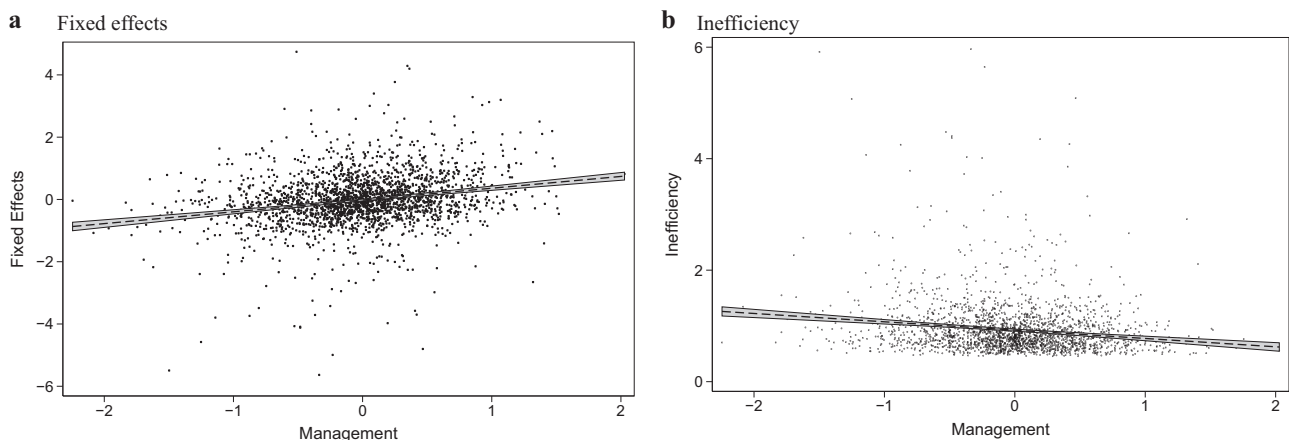 a Fixed effects
4
2
0
−2
−4
−6
Fixed Effects
−2 −1 0 1 2
Management
b Inefficiency
6
4
2
0
Inefficiency
−2 −1 0 1 2
Management